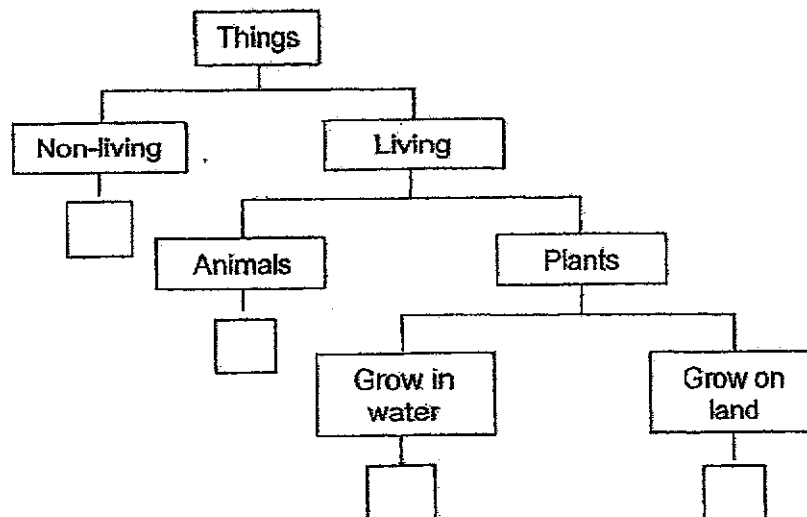 Things
Non-living
Living
Animals
Plants
Grow in
water
Grow on
land